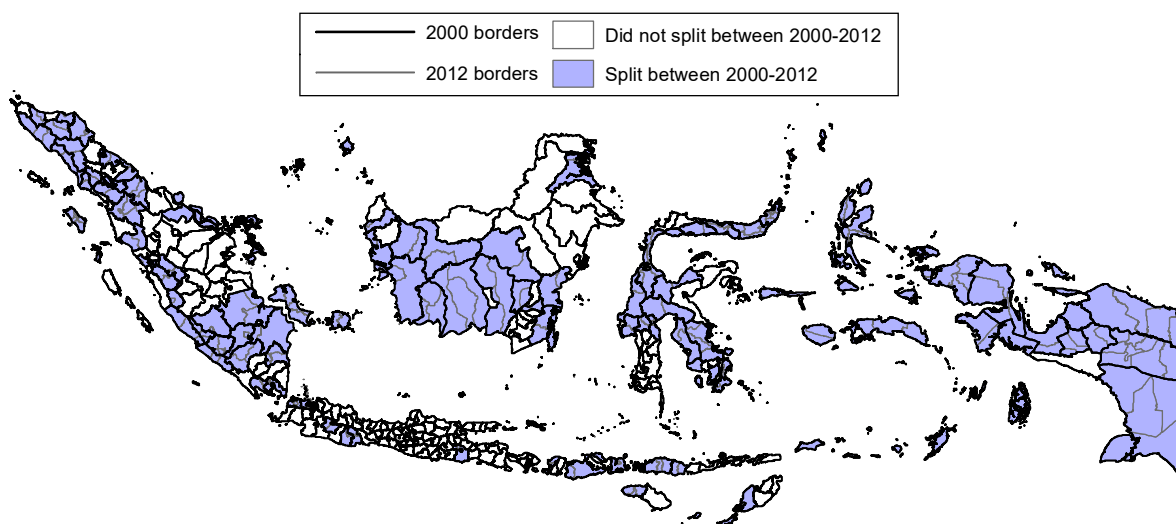 2000 borders
Did not split between 2000-2012
2012 borders
Split between 2000-2012